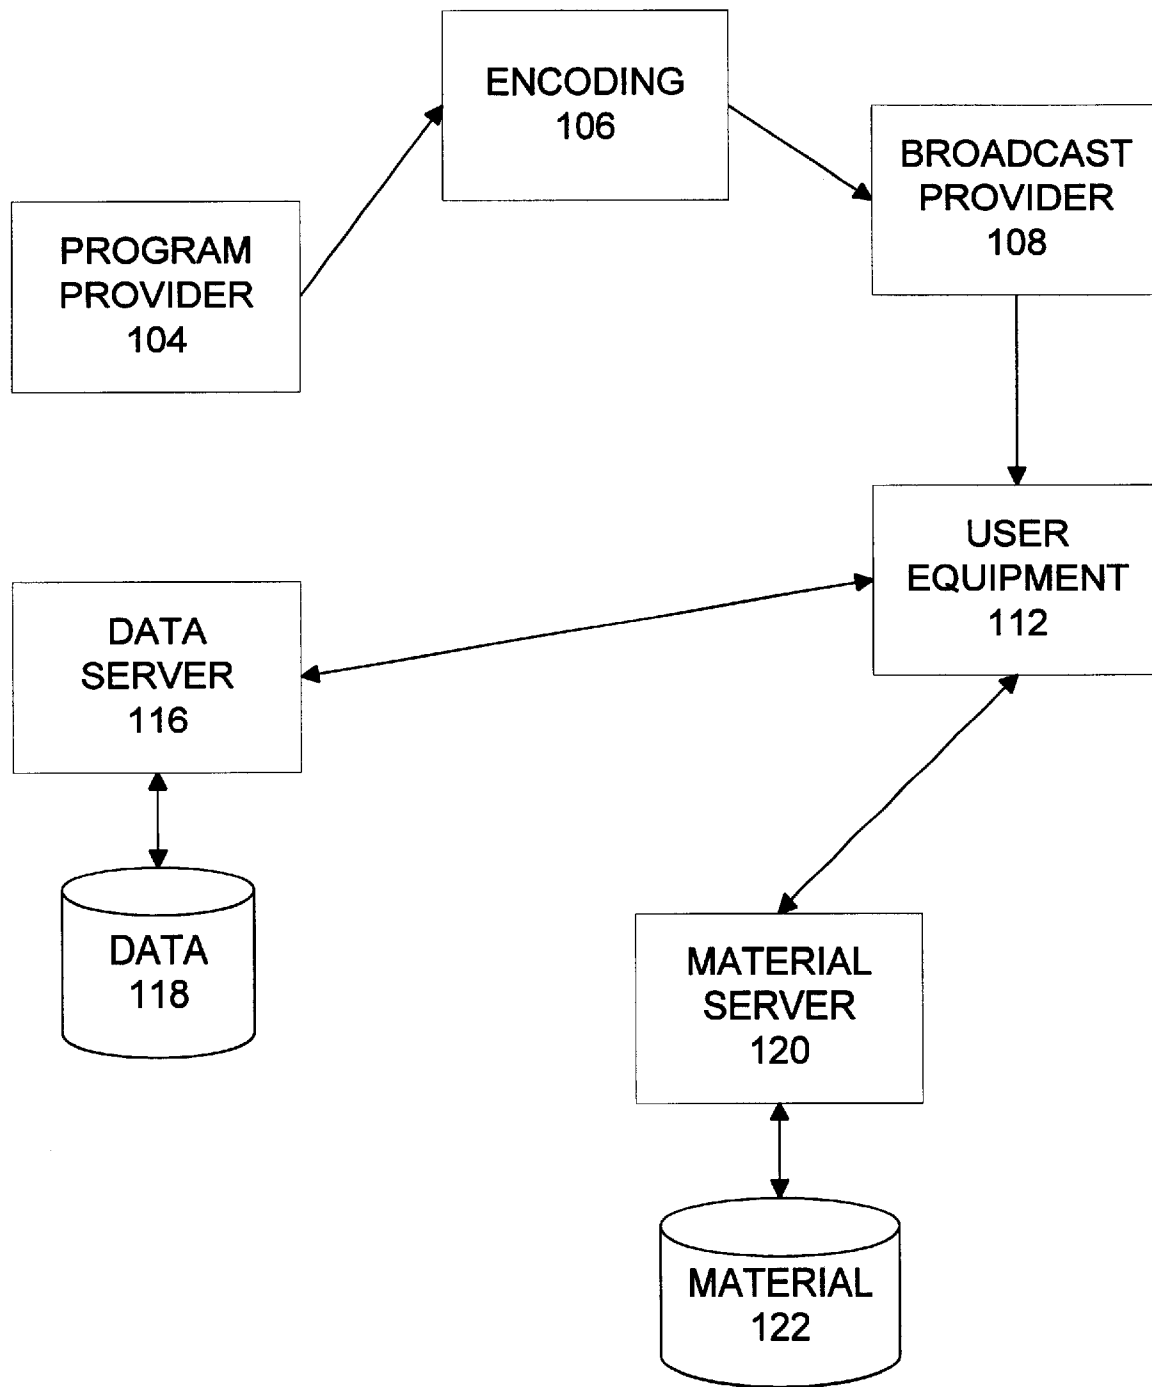 ENCODING
106
BROADCAST
PROVIDER
108
PROGRAM
PROVIDER
104
USER
EQUIPMENT
112
DATA
SERVER
116
DATA
118
MATERIAL
SERVER
120
MATERIAL
122